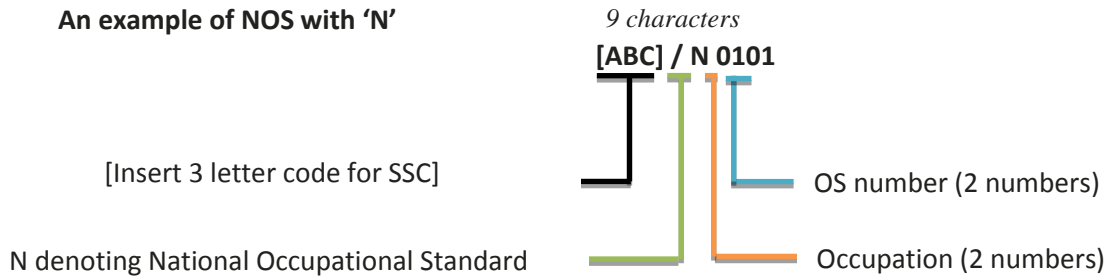 An example of NOS with ‘N’
9 characters
[ABC] / N 0101
[Insert 3 letter code for SSC]
OS number (2 numbers)
N denoting National Occupational Standard
Occupation (2 numbers)